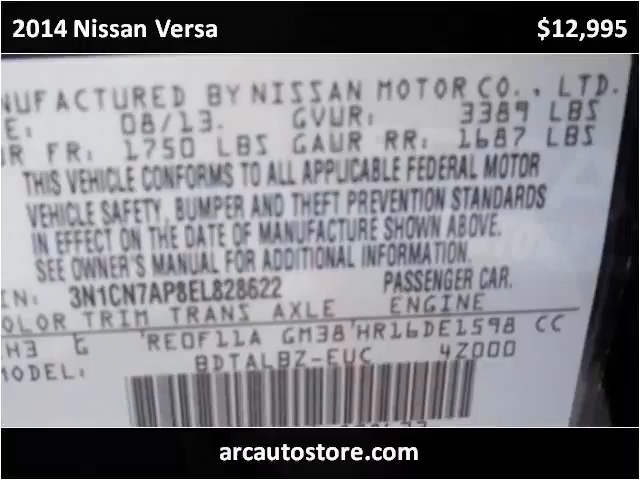 2014 Nissan Versa $12,995
NUFACTURED BY NISSAN MOTOR CO., LTD.
E: 08/13. GVWR: 3389 LBS
R FR: 1750 LBS GAWR RR: 1687 LBS
THIS VEHICLE CONFORMS TO ALL APPLICABLE FEDERAL MOTOR
VEHICLE SAFETY, BUMPER AND THEFT PREVENTION STANDARDS
IN EFFECT ON THE DATE OF MANUFACTURE SHOWN ABOVE.
SEE OWNER'S MANUAL FOR ADDITIONAL INFORMATION.
IN: 3N1CN7AP8EL828622 PASSENGER CAR.
OLOR TRIM TRANS AXLE ENGINE
H3 G RE0F11A GM38 HR16DE1598 CC
MODEL: BDTALBZ-EUC 4Z000
arcautostore.com